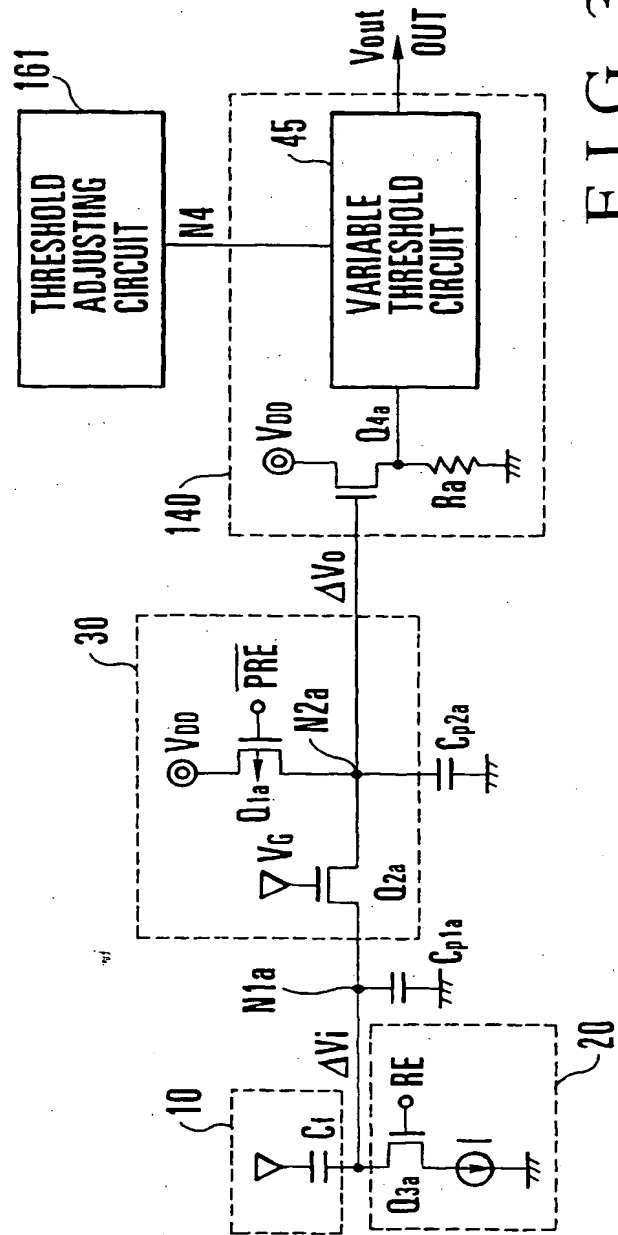 161
THRESHOLD
ADJUSTING
CIRCUIT
N4
140
VDD
Q4a
Ra
45
VARIABLE
THRESHOLD
CIRCUIT
Vout
OUT
30
VDD
PRE
Q1a
VG
Q2a
N2a
Cp2a
ΔVo
N1a
Cp1a
ΔVi
10
Cf
20
Q3a
RE
I
FIG. 3